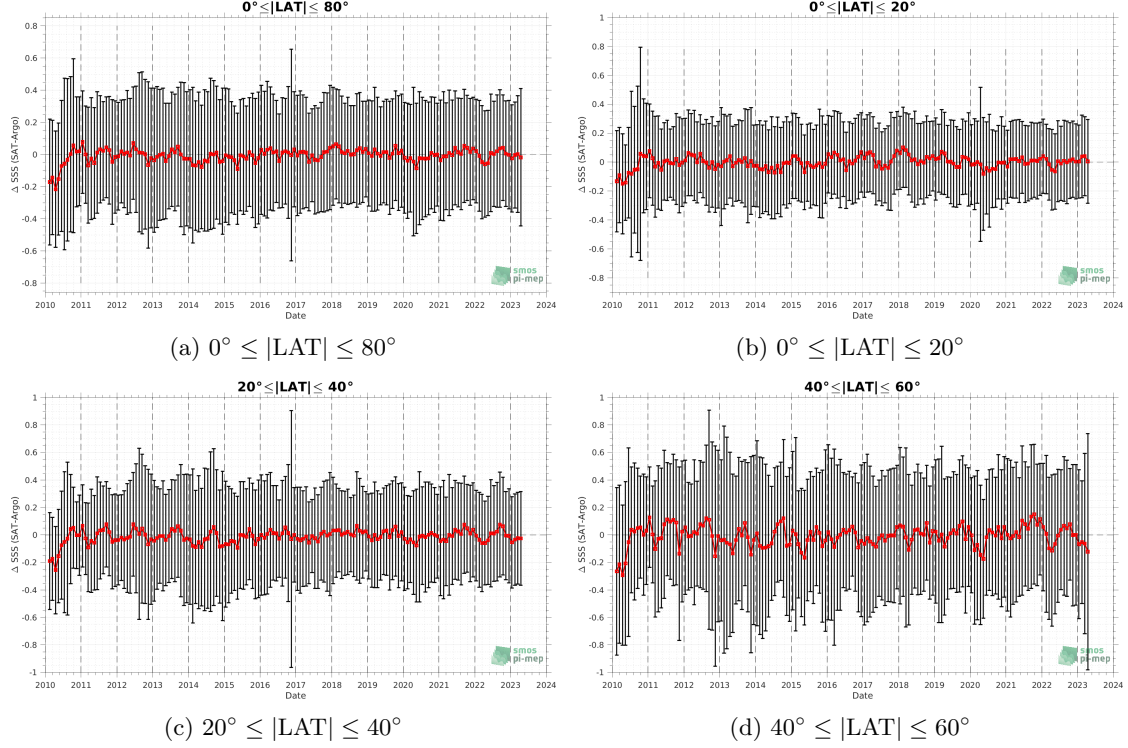 0°≤|LAT|≤ 80°
Δ SSS (SAT-Argo)
0.8
0.6
0.4
0.2
0
-0.2
-0.4
-0.6
-0.8
2010 2011 2012 2013 2014 2015 2016 2017 2018 2019 2020 2021 2022 2023 2024
Date
smos
pi-mep
(a) 0° ≤ |LAT| ≤ 80°
0°≤|LAT|≤ 20°
Δ SSS (SAT-Argo)
1
0.8
0.6
0.4
0.2
0
-0.2
-0.4
-0.6
-0.8
2010 2011 2012 2013 2014 2015 2016 2017 2018 2019 2020 2021 2022 2023 2024
Date
smos
pi-mep
(b) 0° ≤ |LAT| ≤ 20°
20°≤|LAT|≤ 40°
Δ SSS (SAT-Argo)
1
0.8
0.6
0.4
0.2
0
-0.2
-0.4
-0.6
-0.8
-1
2010 2011 2012 2013 2014 2015 2016 2017 2018 2019 2020 2021 2022 2023 2024
Date
smos
pi-mep
(c) 20° ≤ |LAT| ≤ 40°
40°≤|LAT|≤ 60°
Δ SSS (SAT-Argo)
1
0.8
0.6
0.4
0.2
0
-0.2
-0.4
-0.6
-0.8
-1
2010 2011 2012 2013 2014 2015 2016 2017 2018 2019 2020 2021 2022 2023 2024
Date
smos
pi-mep
(d) 40° ≤ |LAT| ≤ 60°